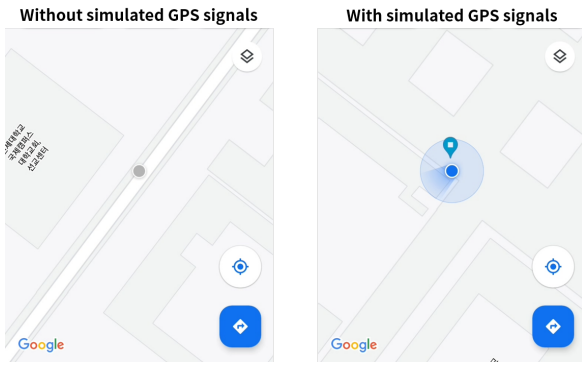 Without simulated GPS signals
With simulated GPS signals
국제캠퍼스
대학교회,
선교센터
Google
Google